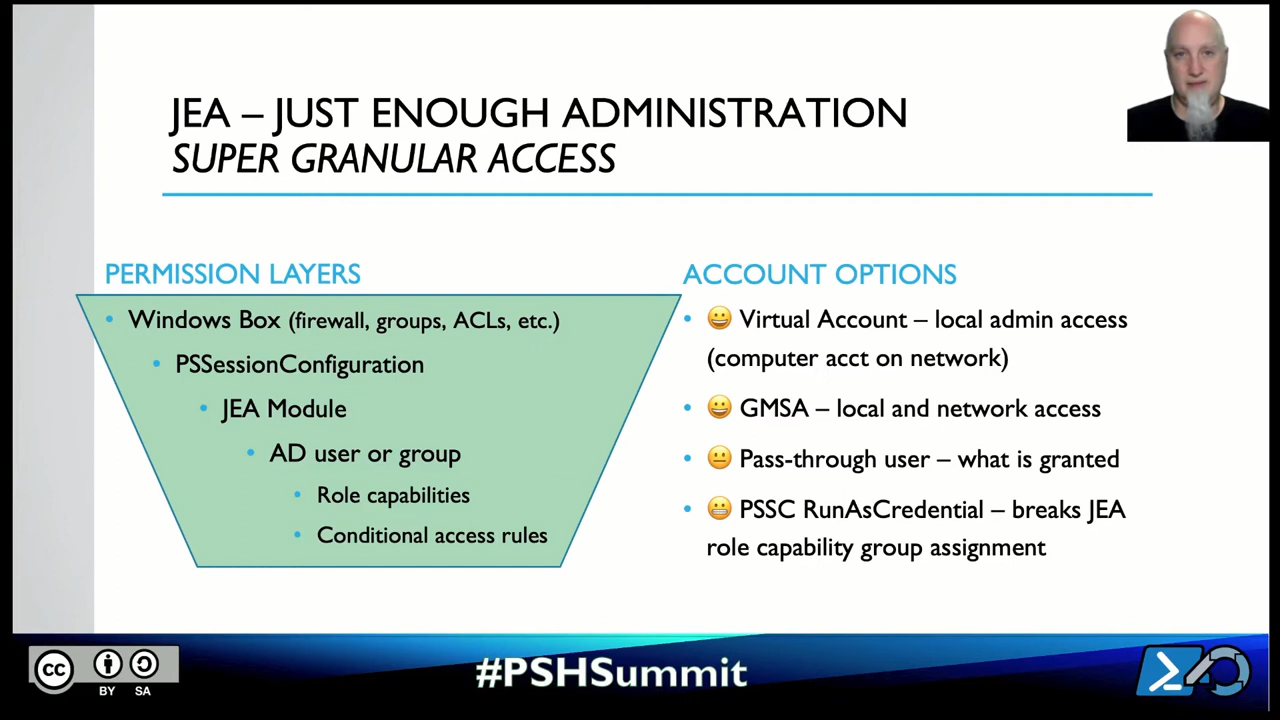 JEA – JUST ENOUGH ADMINISTRATION
SUPER GRANULAR ACCESS
PERMISSION LAYERS
• Windows Box (firewall, groups, ACLs, etc.)
• PSSessionConfiguration
• JEA Module
• AD user or group
• Role capabilities
• Conditional access rules
ACCOUNT OPTIONS
• 😀 Virtual Account – local admin access
(computer acct on network)
• 😀 GMSA – local and network access
• 😐 Pass-through user – what is granted
• 😬 PSSC RunAsCredential – breaks JEA
role capability group assignment
cc
BY SA
#PSHSummit